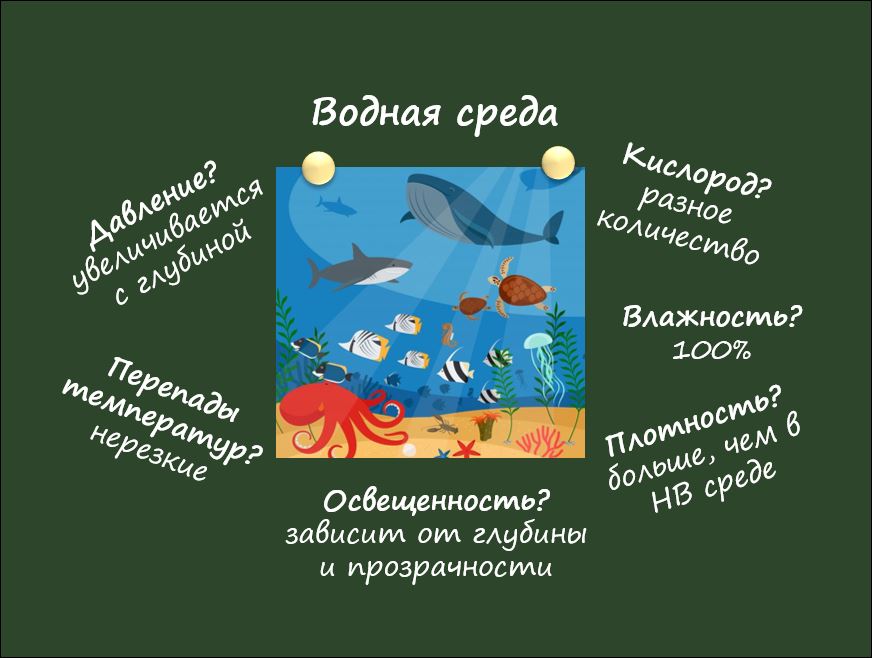 Водная среда
Давление?
увеличивается
с глубиной
Кислород?
разное
количество
Влажность?
100%
Перепады
температур?
нерезкие
Плотность?
больше, чем в
НВ среде
Освещенность?
зависит от глубины
и прозрачности